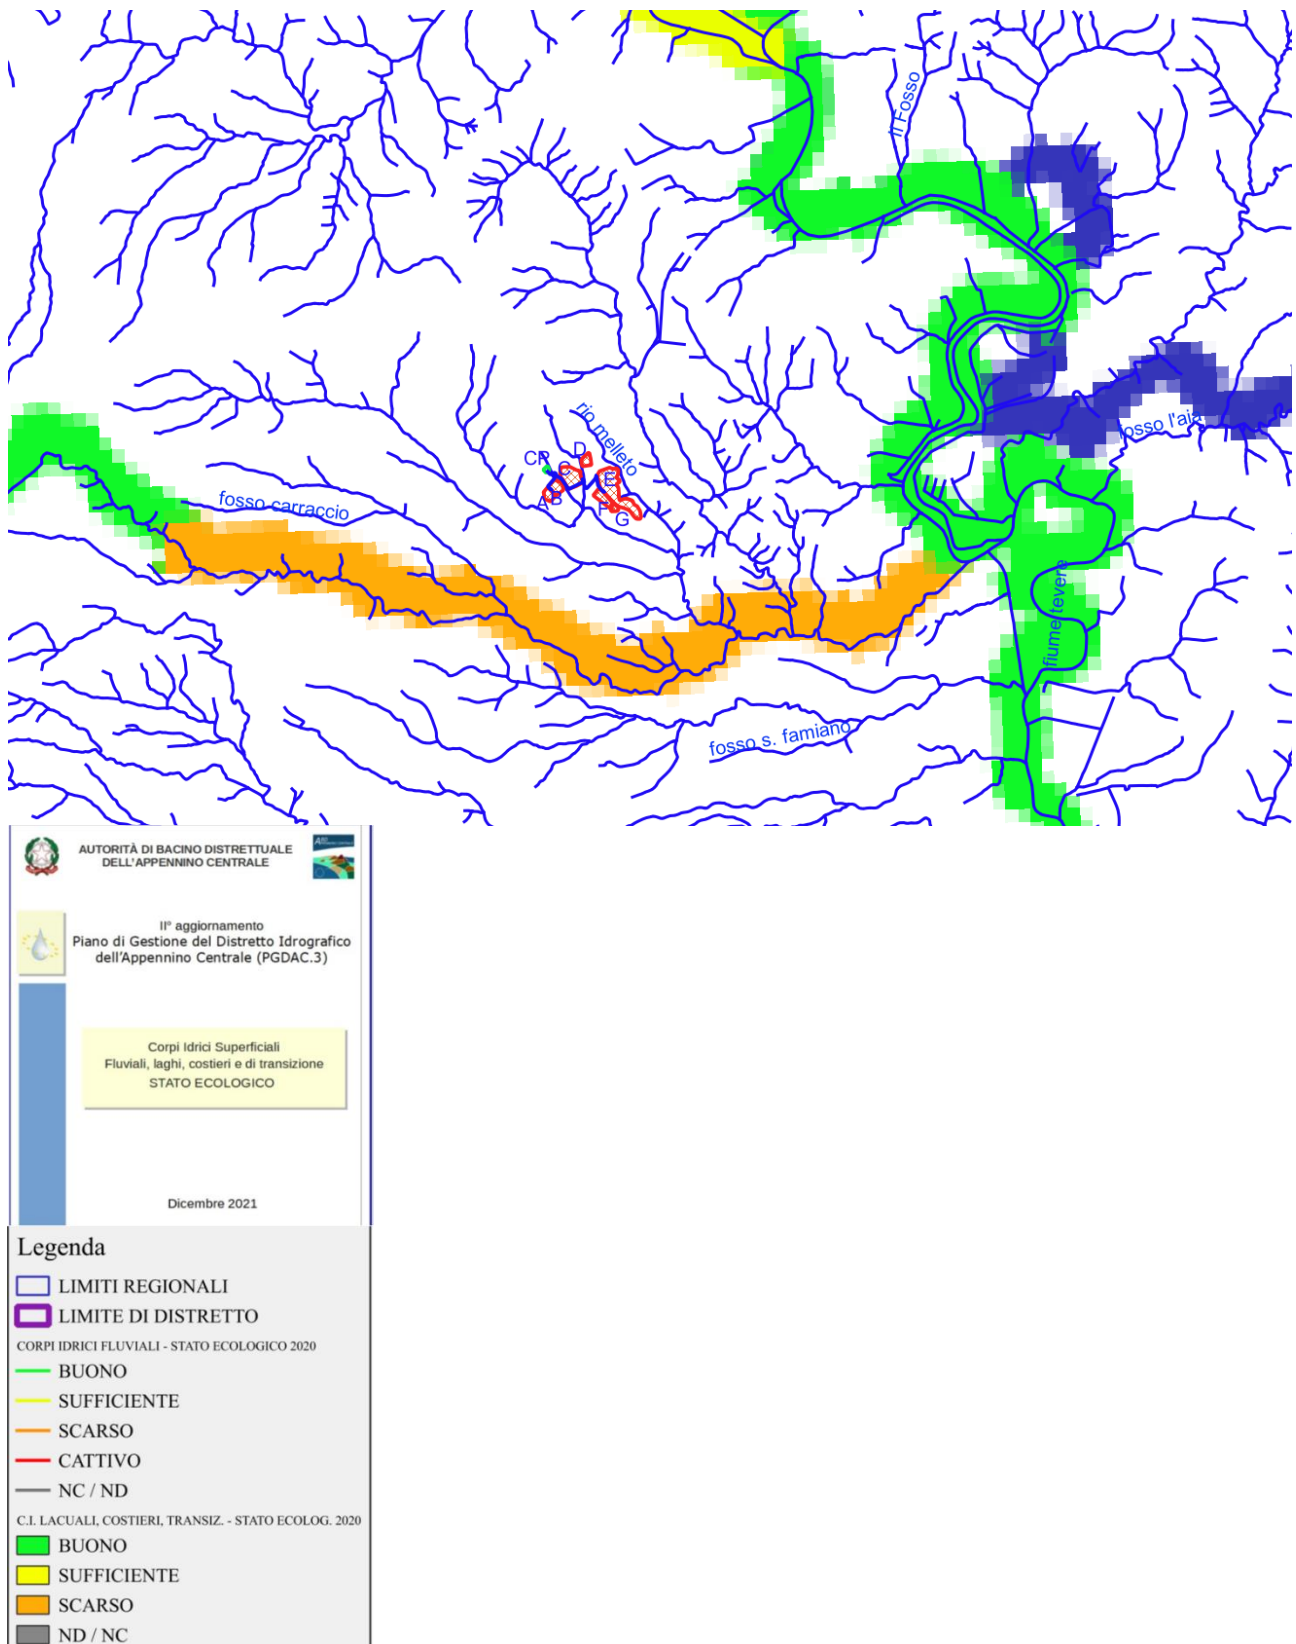 il Fosso
rio melleto
CP
C
D
A
B
E
F
G
fosso l'aia
fosso carraccio
fiume tevere
fosso s. famiano
AUTORITÀ DI BACINO DISTRETTUALE
DELL'APPENNINO CENTRALE
II° aggiornamento
Piano di Gestione del Distretto Idrografico
dell'Appennino Centrale (PGDAC.3)
Corpi Idrici Superficiali
Fluviali, laghi, costieri e di transizione
STATO ECOLOGICO
Dicembre 2021
Legenda
LIMITI REGIONALI
LIMITE DI DISTRETTO
CORPI IDRICI FLUVIALI - STATO ECOLOGICO 2020
BUONO
SUFFICIENTE
SCARSO
CATTIVO
NC / ND
C.I. LACUALI, COSTIERI, TRANSIZ. - STATO ECOLOG. 2020
BUONO
SUFFICIENTE
SCARSO
ND / NC